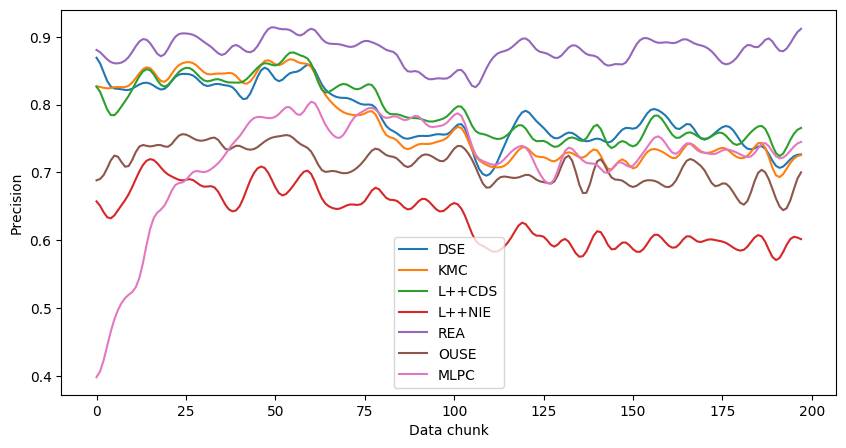 Precision
0.9
0.8
0.7
0.6
0.5
0.4
DSE
KMC
L++CDS
L++NIE
REA
OUSE
MLPC
0 25 50 75 100 125 150 175 200
Data chunk